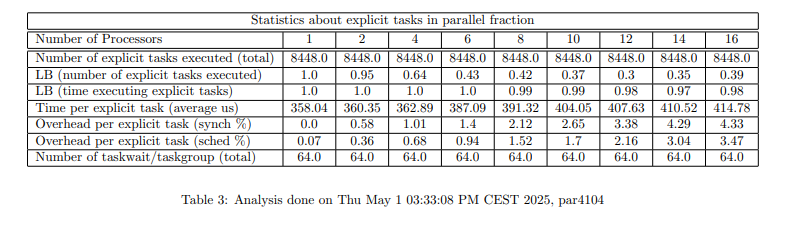 Statistics about explicit tasks in parallel fraction
Number of Processors 1 2 4 6 8 10 12 14 16
Number of explicit tasks executed (total) 8448.0 8448.0 8448.0 8448.0 8448.0 8448.0 8448.0 8448.0 8448.0
LB (number of explicit tasks executed) 1.0 0.95 0.64 0.43 0.42 0.37 0.3 0.35 0.39
LB (time executing explicit tasks) 1.0 1.0 1.0 1.0 0.99 0.99 0.98 0.97 0.98
Time per explicit task (average us) 358.04 360.35 362.89 387.09 391.32 404.05 407.63 410.52 414.78
Overhead per explicit task (synch %) 0.0 0.58 1.01 1.4 2.12 2.65 3.38 4.29 4.33
Overhead per explicit task (sched %) 0.07 0.36 0.68 0.94 1.52 1.7 2.16 3.04 3.47
Number of taskwait/taskgroup (total) 64.0 64.0 64.0 64.0 64.0 64.0 64.0 64.0 64.0
Table 3: Analysis done on Thu May 1 03:33:08 PM CEST 2025, par4104